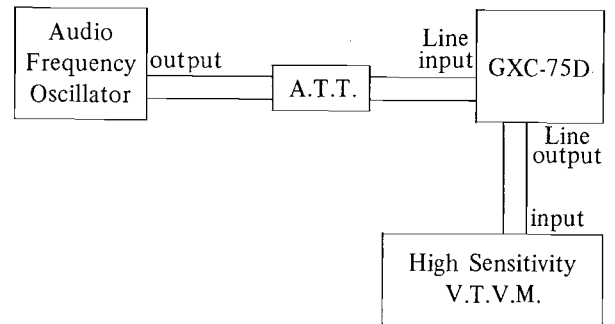 Audio
Frequency
Oscillator
output
A.T.T.
Line
input
GXC-75D
Line
output
input
High Sensitivity
V.T.V.M.